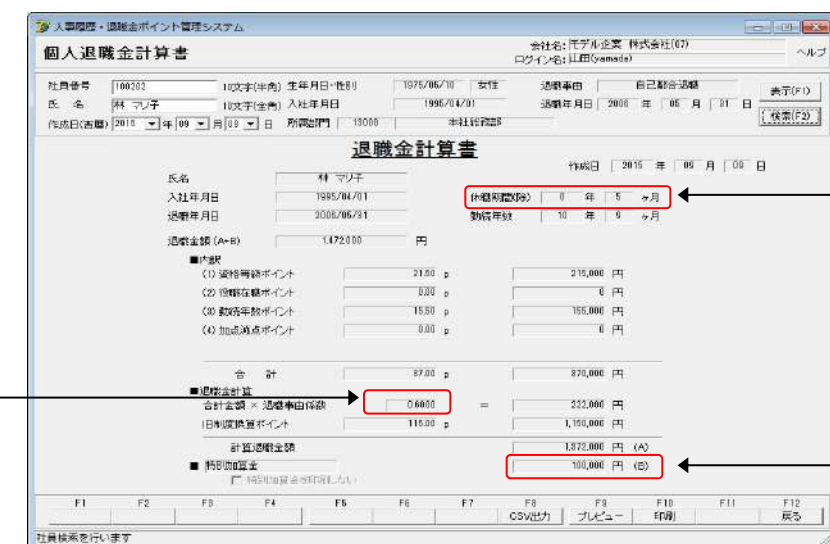 人事履歴・退職金ポイント管理システム
個人退職金計算書 会社名: モデル企業 株式会社(07) ヘルプ
ログイン名: 山田(yamada)
社員番号 100202 10文字(半角) 生年月日・性別 1975/05/10 女性 退職事由 自己都合退職 表示(F1)
氏 名 林 マリ子 10文字(全角) 入社年月日 1995/04/01 退職年月日 2006 年 05 月 31 日 検索(F2)
作成日(西暦) 2015 年 09 月 09 日 所属部門 13000 本社総務部
退職金計算書
作成日 2015 年 09 月 09 日
氏名 林 マリ子
入社年月日 1995/04/01 休職期間(除) 0 年 5 ヶ月
退職年月日 2006/05/31 勤続年数 10 年 9 ヶ月
退職金額(A+B) 1,472,000 円
■内訳
(1) 資格等級ポイント 21.50 p 215,000 円
(2) 役職在職ポイント 0.00 p 0 円
(3) 勤続年数ポイント 15.50 p 155,000 円
(4) 加点減点ポイント 0.00 p 0 円
合 計 37.00 p 370,000 円
■退職金計算
合計金額 × 退職事由係数 0.6000 = 222,000 円
旧制度換算ポイント 115.00 p 1,150,000 円
計算退職金額 1,372,000 円 (A)
■ 特別加算金 100,000 円 (B)
特別加算金を印刷しない
F1 F2 F3 F4 F5 F6 F7 F8 F9 F10 F11 F12
CSV出力 プレビュー 印刷 戻る
社員検索を行います